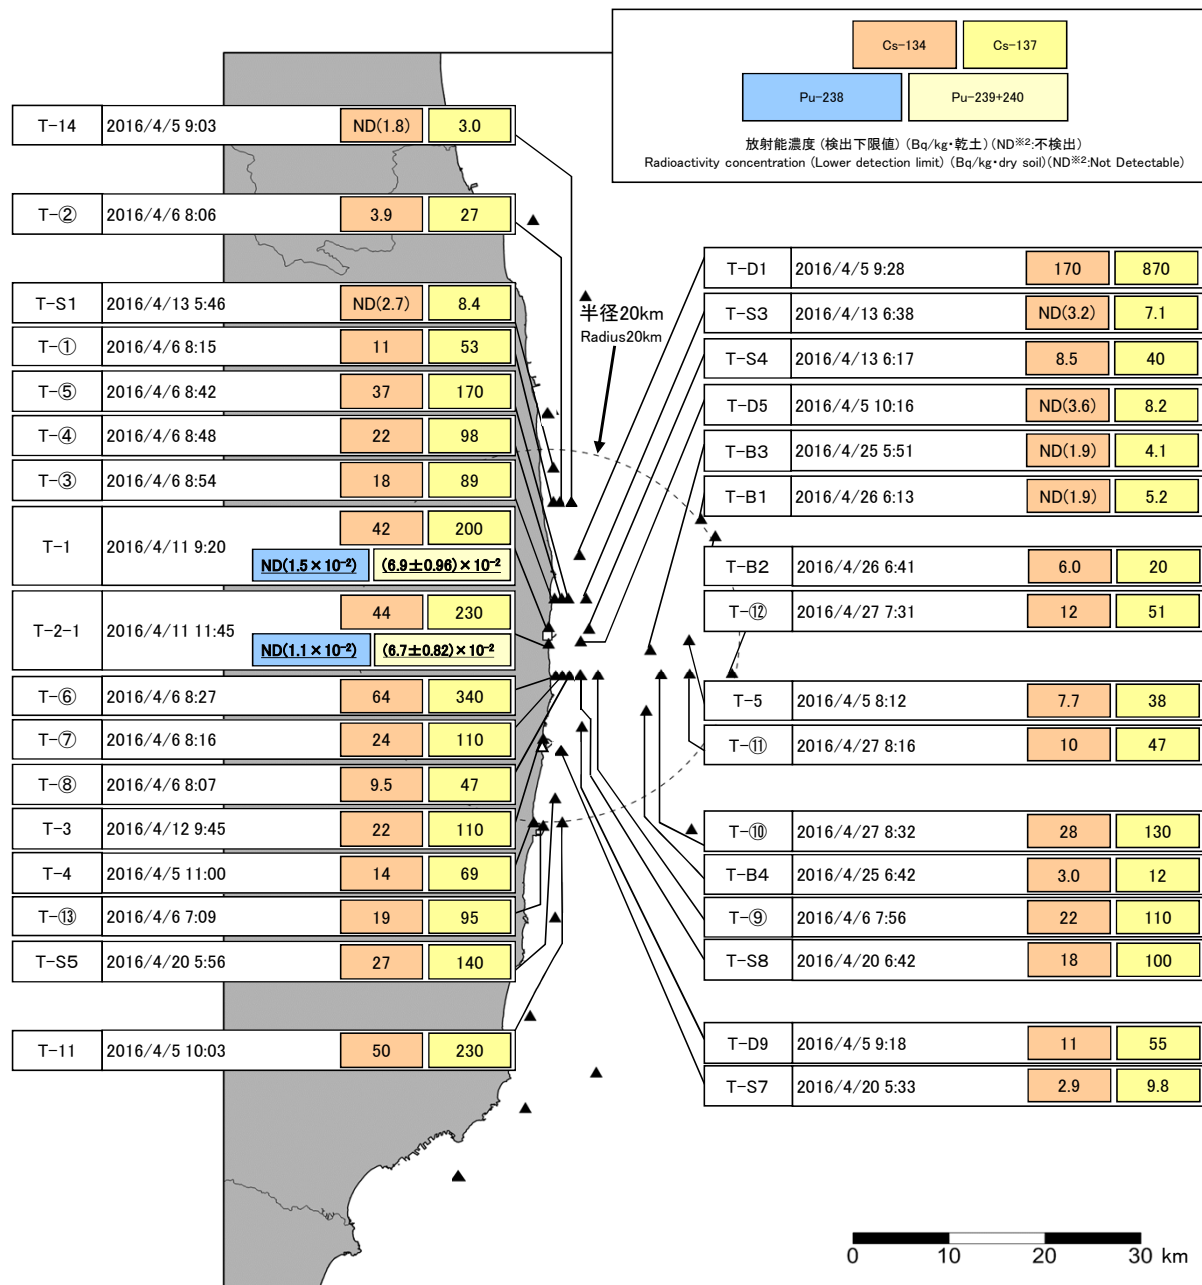 Cs-134 Cs-137
Pu-238 Pu-239+240
放射能濃度 (検出下限値) (Bq/kg・乾土)(ND※2:不検出)
Radioactivity concentration (Lower detection limit) (Bq/kg・dry soil)(ND※2:Not Detectable)
T-14 2016/4/5 9:03 ND(1.8) 3.0
T-② 2016/4/6 8:06 3.9 27
T-S1 2016/4/13 5:46 ND(2.7) 8.4
T-① 2016/4/6 8:15 11 53
T-⑤ 2016/4/6 8:42 37 170
T-④ 2016/4/6 8:48 22 98
T-③ 2016/4/6 8:54 18 89
T-1 2016/4/11 9:20 42 200
ND(1.5×10⁻²) (6.9±0.96)×10⁻²
T-2-1 2016/4/11 11:45 44 230
ND(1.1×10⁻²) (6.7±0.82)×10⁻²
T-⑥ 2016/4/6 8:27 64 340
T-⑦ 2016/4/6 8:16 24 110
T-⑧ 2016/4/6 8:07 9.5 47
T-3 2016/4/12 9:45 22 110
T-4 2016/4/5 11:00 14 69
T-⑬ 2016/4/6 7:09 19 95
T-S5 2016/4/20 5:56 27 140
T-11 2016/4/5 10:03 50 230
半径20km
Radius20km
T-D1 2016/4/5 9:28 170 870
T-S3 2016/4/13 6:38 ND(3.2) 7.1
T-S4 2016/4/13 6:17 8.5 40
T-D5 2016/4/5 10:16 ND(3.6) 8.2
T-B3 2016/4/25 5:51 ND(1.9) 4.1
T-B1 2016/4/26 6:13 ND(1.9) 5.2
T-B2 2016/4/26 6:41 6.0 20
T-⑫ 2016/4/27 7:31 12 51
T-5 2016/4/5 8:12 7.7 38
T-⑪ 2016/4/27 8:16 10 47
T-⑩ 2016/4/27 8:32 28 130
T-B4 2016/4/25 6:42 3.0 12
T-⑨ 2016/4/6 7:56 22 110
T-S8 2016/4/20 6:42 18 100
T-D9 2016/4/5 9:18 11 55
T-S7 2016/4/20 5:33 2.9 9.8
0 10 20 30 km